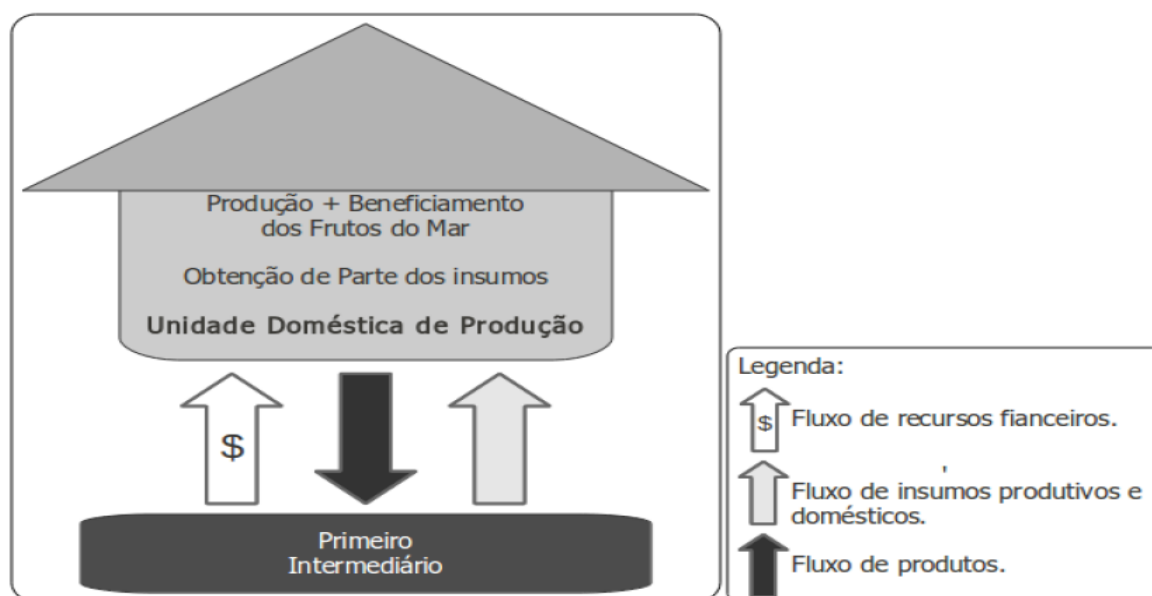 Produção + Beneficiamento
dos Frutos do Mar
Obtenção de Parte dos insumos
Unidade Doméstica de Produção
$
Primeiro
Intermediário
Legenda:
$
Fluxo de recursos fianceiros.
Fluxo de insumos produtivos e
domésticos.
Fluxo de produtos.